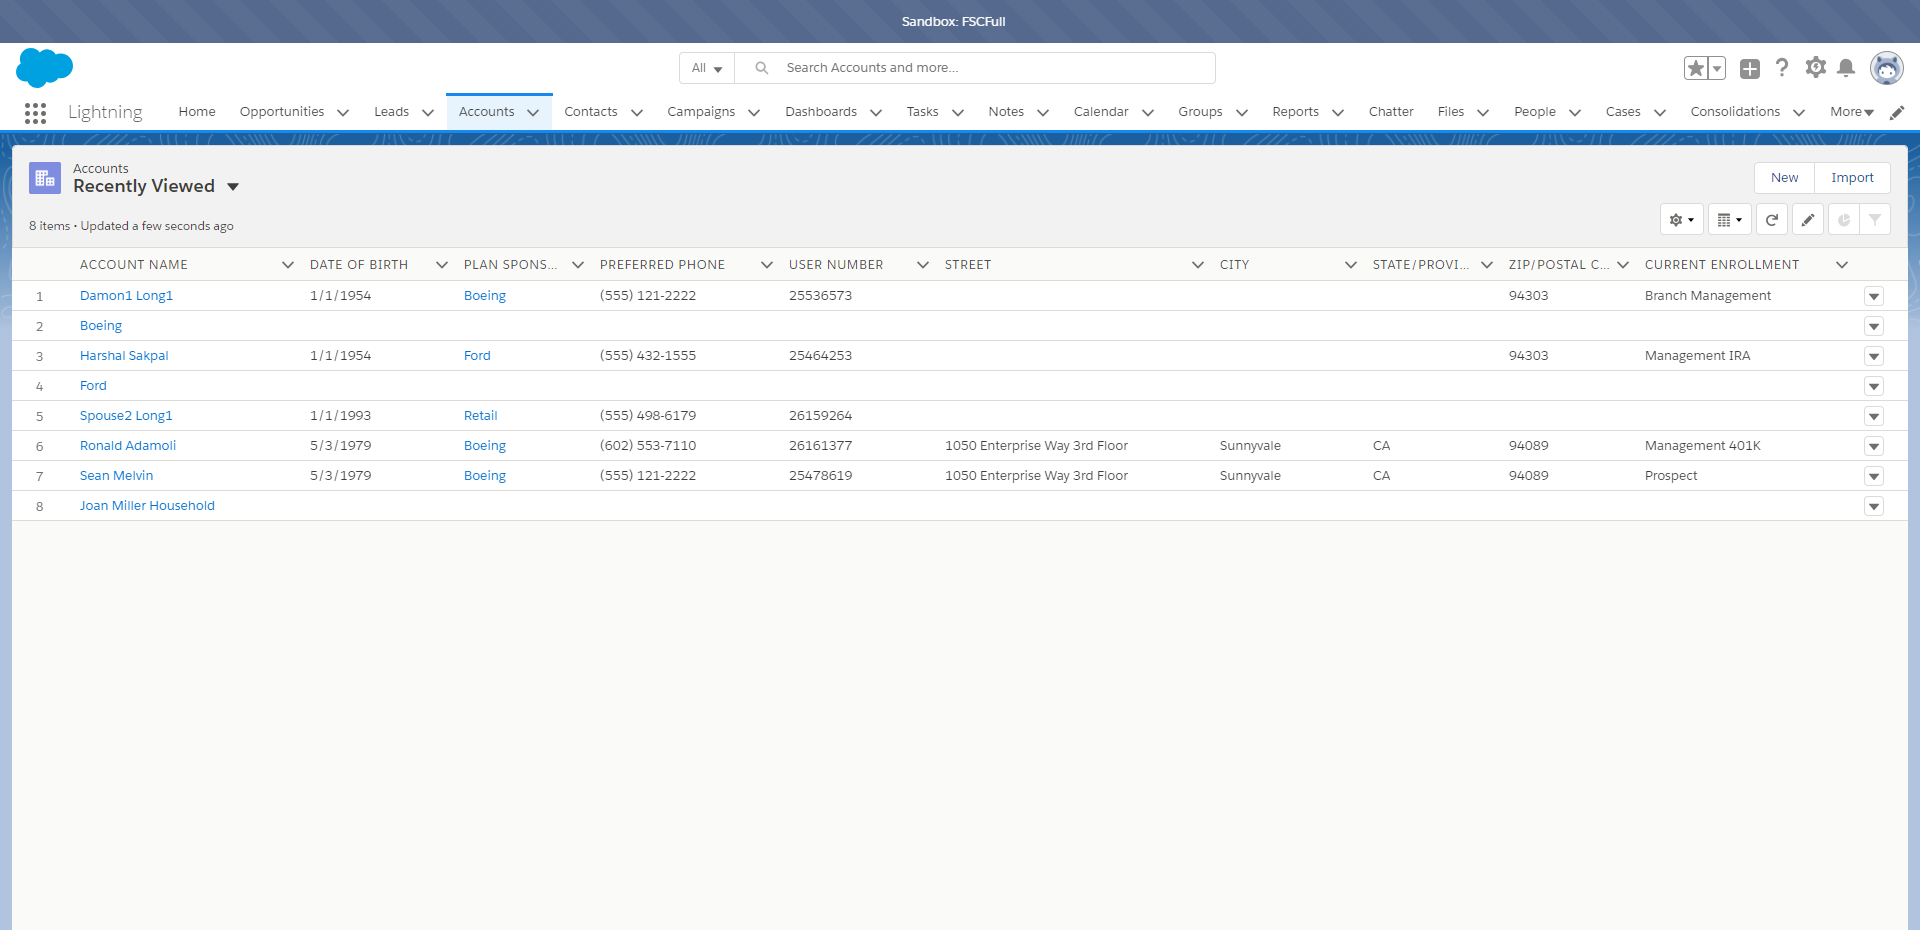 Sandbox: FSCFull
All Search Accounts and more...
Lightning Home Opportunities Leads Accounts Contacts Campaigns Dashboards Tasks Notes Calendar Groups Reports Chatter Files People Cases Consolidations More
Accounts
Recently Viewed
New Import
8 items • Updated a few seconds ago
ACCOUNT NAME DATE OF BIRTH PLAN SPONS... PREFERRED PHONE USER NUMBER STREET CITY STATE/PROVI... ZIP/POSTAL C... CURRENT ENROLLMENT
1 Damon1 Long1 1/1/1954 Boeing (555) 121-2222 25536573 94303 Branch Management
2 Boeing
3 Harshal Sakpal 1/1/1954 Ford (555) 432-1555 25464253 94303 Management IRA
4 Ford
5 Spouse2 Long1 1/1/1993 Retail (555) 498-6179 26159264
6 Ronald Adamoli 5/3/1979 Boeing (602) 553-7110 26161377 1050 Enterprise Way 3rd Floor Sunnyvale CA 94089 Management 401K
7 Sean Melvin 5/3/1979 Boeing (555) 121-2222 25478619 1050 Enterprise Way 3rd Floor Sunnyvale CA 94089 Prospect
8 Joan Miller Household